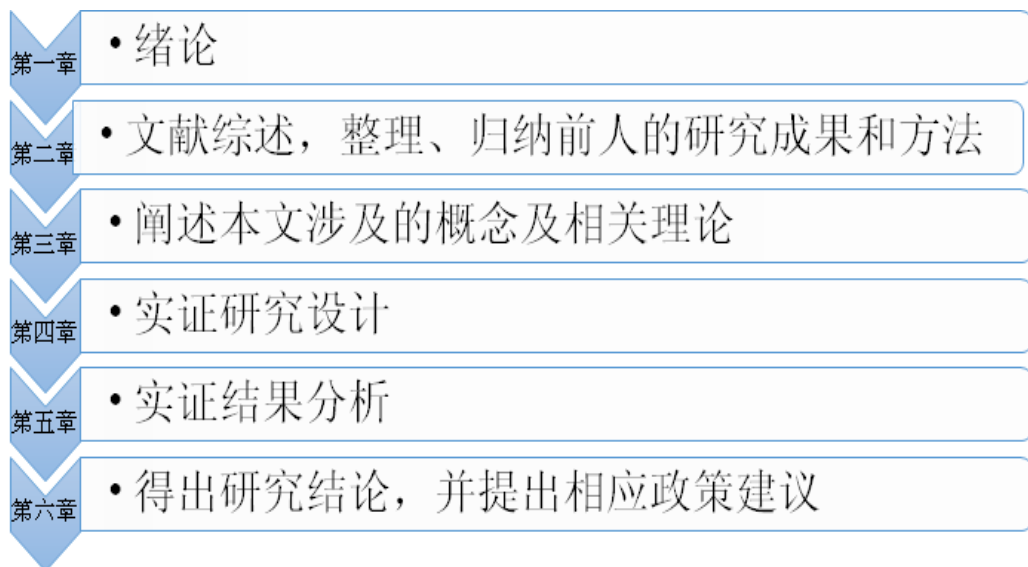 第一章
• 绪论
第二章
• 文献综述，整理、归纳前人的研究成果和方法
第三章
• 阐述本文涉及的概念及相关理论
第四章
• 实证研究设计
第五章
• 实证结果分析
第六章
• 得出研究结论，并提出相应政策建议